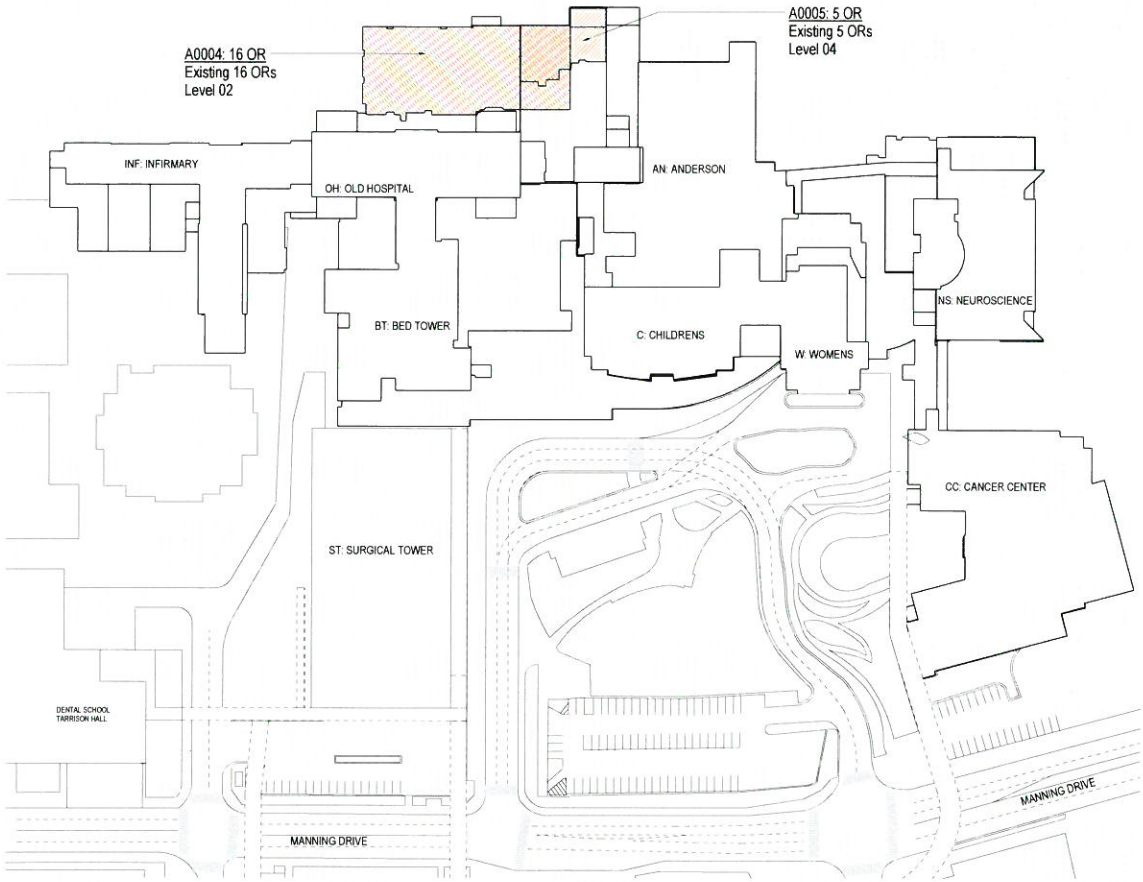 A0004: 16 OR
Existing 16 ORs
Level 02
A0005: 5 OR
Existing 5 ORs
Level 04
INF: INFIRMARY
OH: OLD HOSPITAL
AN: ANDERSON
BT: BED TOWER
C: CHILDRENS
W: WOMENS
NS: NEUROSCIENCE
CC: CANCER CENTER
ST: SURGICAL TOWER
DENTAL SCHOOL
TARRISON HALL
MANNING DRIVE
MANNING DRIVE